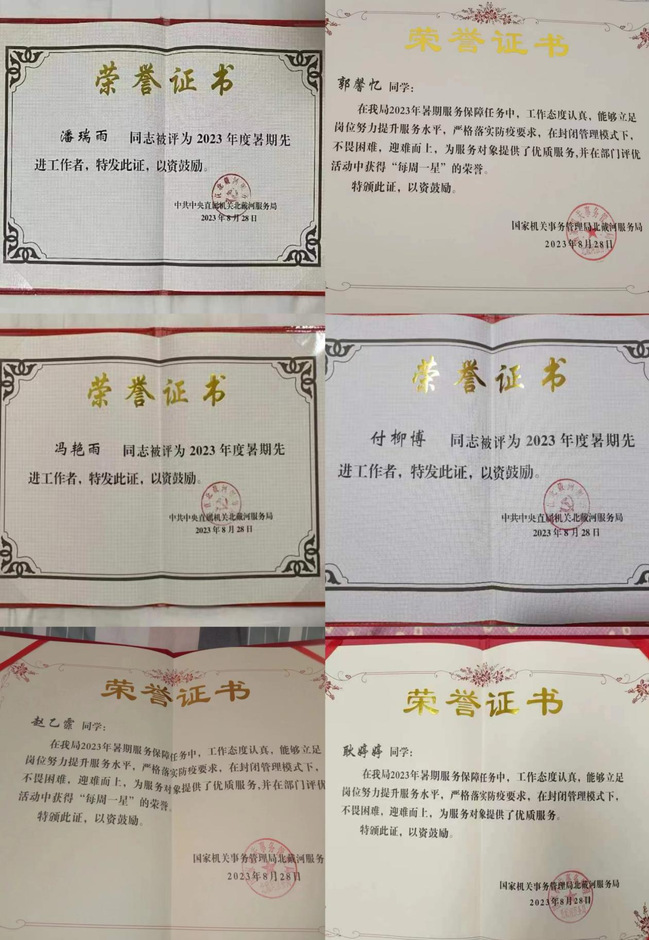 荣誉证书
潘瑞雨 同志被评为 2023 年度暑期先
进工作者，特发此证，以资鼓励。
中共中央直属机关北戴河服务局
2023年8月28日
荣誉证书
郭馨忆 同学：
在我局2023年暑期服务保障任务中，工作态度认真，能够立足
岗位努力提升服务水平，严格落实防疫要求，在封闭管理模式下，
不畏困难，迎难而上，为服务对象提供了优质服务,并在部门评优
活动中获得“每周一星”的荣誉。
特颁此证，以资鼓励。
国家机关事务管理局北戴河服务局
2023年8月28日
荣誉证书
冯艳雨 同志被评为 2023 年度暑期先
进工作者，特发此证，以资鼓励。
中共中央直属机关北戴河服务局
2023年8月28日
荣誉证书
付柳博 同志被评为 2023 年度暑期先
进工作者，特发此证，以资鼓励。
中共中央直属机关北戴河服务局
2023年8月28日
荣誉证书
赵乙霖 同学：
在我局2023年暑期服务保障任务中，工作态度认真，能够立足
岗位努力提升服务水平，严格落实防疫要求，在封闭管理模式下，
不畏困难，迎难而上，为服务对象提供了优质服务,并在部门评优
活动中获得“每周一星”的荣誉。
特颁此证，以资鼓励。
国家机关事务管理局北戴河服务局
2023年8月28日
荣誉证书
耿婷婷 同学：
在我局2023年暑期服务保障任务中，工作态度认真，能够立足
岗位努力提升服务水平，严格落实防疫要求，在封闭管理模式下，
不畏困难，迎难而上，为服务对象提供了优质服务。
特颁此证，以资鼓励。
国家机关事务管理局北戴河服务局
2023年8月28日